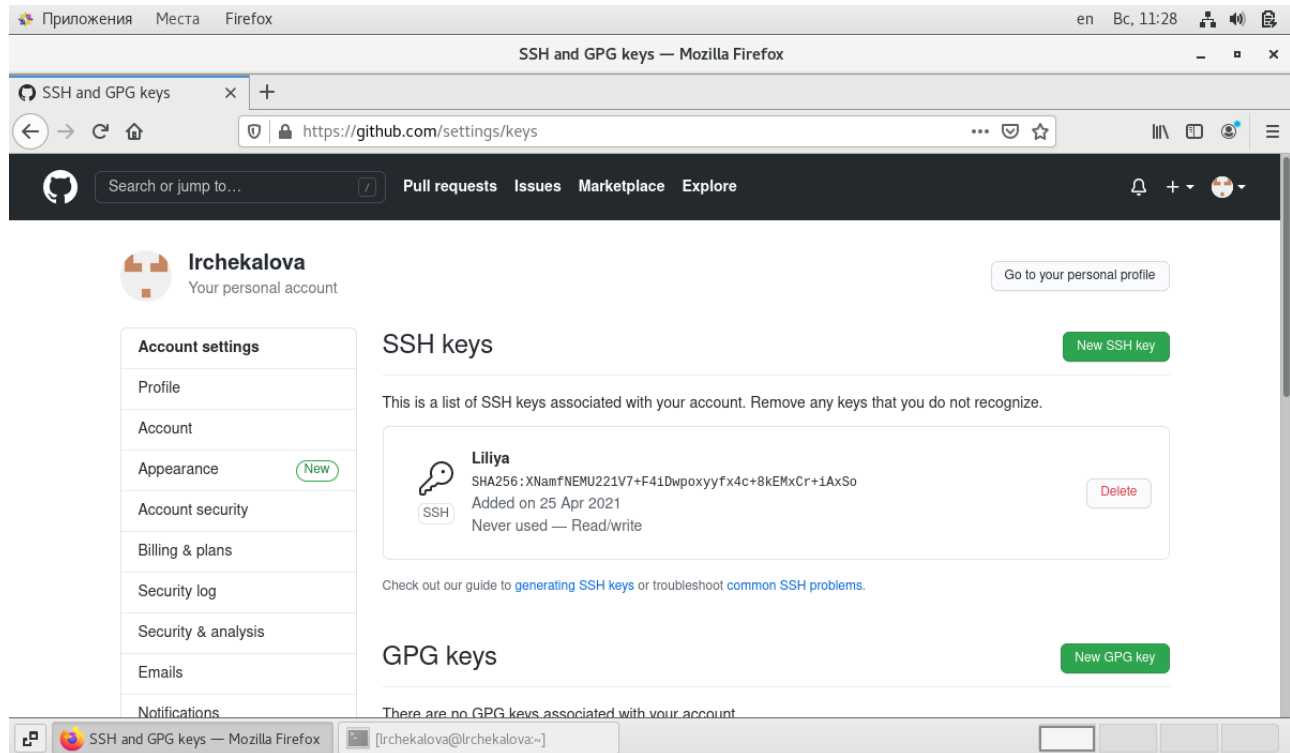 Приложения Места Firefox en Вс, 11:28
SSH and GPG keys — Mozilla Firefox
SSH and GPG keys
https://github.com/settings/keys
Search or jump to… / Pull requests Issues Marketplace Explore
lrchekalova
Your personal account
Go to your personal profile
Account settings
Profile
Account
Appearance New
Account security
Billing & plans
Security log
Security & analysis
Emails
Notifications
SSH keys
New SSH key
This is a list of SSH keys associated with your account. Remove any keys that you do not recognize.
Liliya
SHA256:XNamfNEMU221V7+F4iDwpoxyyfx4c+8kEMxCr+iAxSo
Added on 25 Apr 2021
Never used — Read/write
SSH
Delete
Check out our guide to generating SSH keys or troubleshoot common SSH problems.
GPG keys
New GPG key
There are no GPG keys associated with your account
SSH and GPG keys — Mozilla Firefox [lrchekalova@lrchekalova:~]